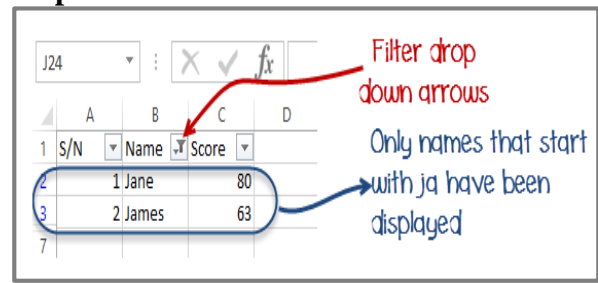 J24 fx
A B C D
1 S/N Name Score
2 1 Jane 80
3 2 James 63
7
Filter drop
down arrows
Only names that start
with ja have been
displayed